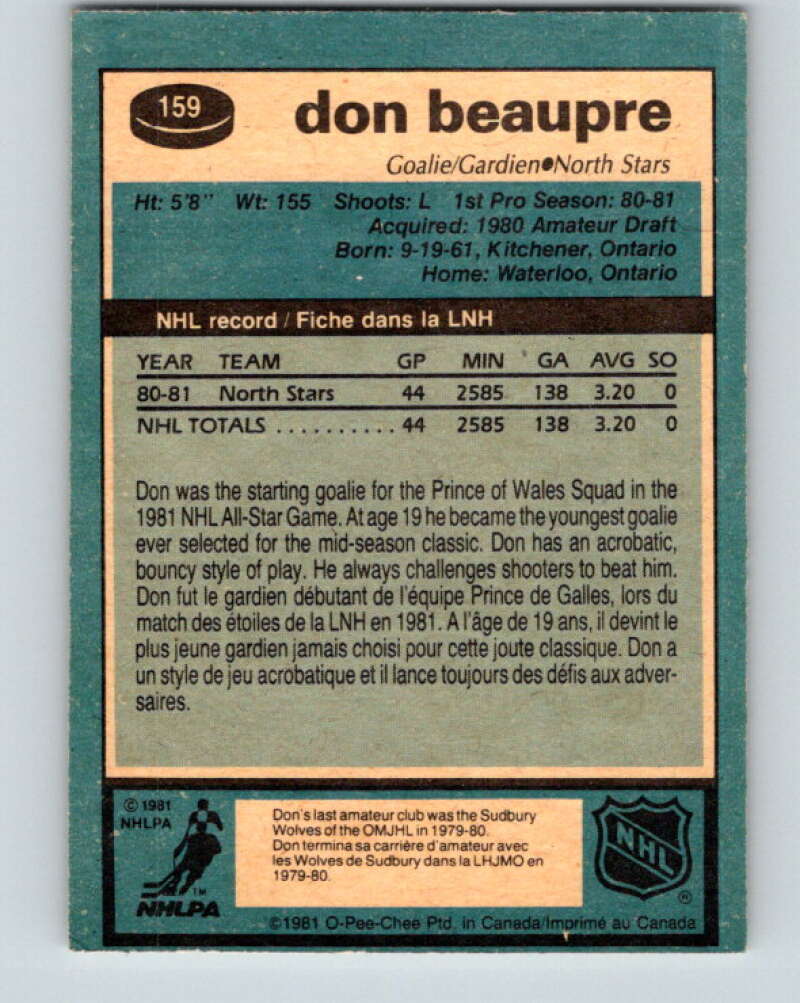 159
don beaupre
Goalie/Gardien●North Stars
Ht: 5'8" Wt: 155 Shoots: L 1st Pro Season: 80-81
Acquired: 1980 Amateur Draft
Born: 9-19-61, Kitchener, Ontario
Home: Waterloo, Ontario
NHL record / Fiche dans la LNH
YEAR TEAM GP MIN GA AVG SO
80-81 North Stars 44 2585 138 3.20 0
NHL TOTALS .......... 44 2585 138 3.20 0
Don was the starting goalie for the Prince of Wales Squad in the
1981 NHL All-Star Game. At age 19 he became the youngest goalie
ever selected for the mid-season classic. Don has an acrobatic,
bouncy style of play. He always challenges shooters to beat him.
Don fut le gardien débutant de l'équipe Prince de Galles, lors du
match des étoiles de la LNH en 1981. A l'âge de 19 ans, il devint le
plus jeune gardien jamais choisi pour cette joute classique. Don a
un style de jeu acrobatique et il lance toujours des défis aux adver-
saires.
© 1981
NHLPA
TM
NHLPA
Don's last amateur club was the Sudbury
Wolves of the OMJHL in 1979-80.
Don termina sa carrière d'amateur avec
les Wolves de Sudbury dans la LHJMO en
1979-80.
NHL
®
©1981 O-Pee-Chee Ptd. in Canada/Imprimé au Canada